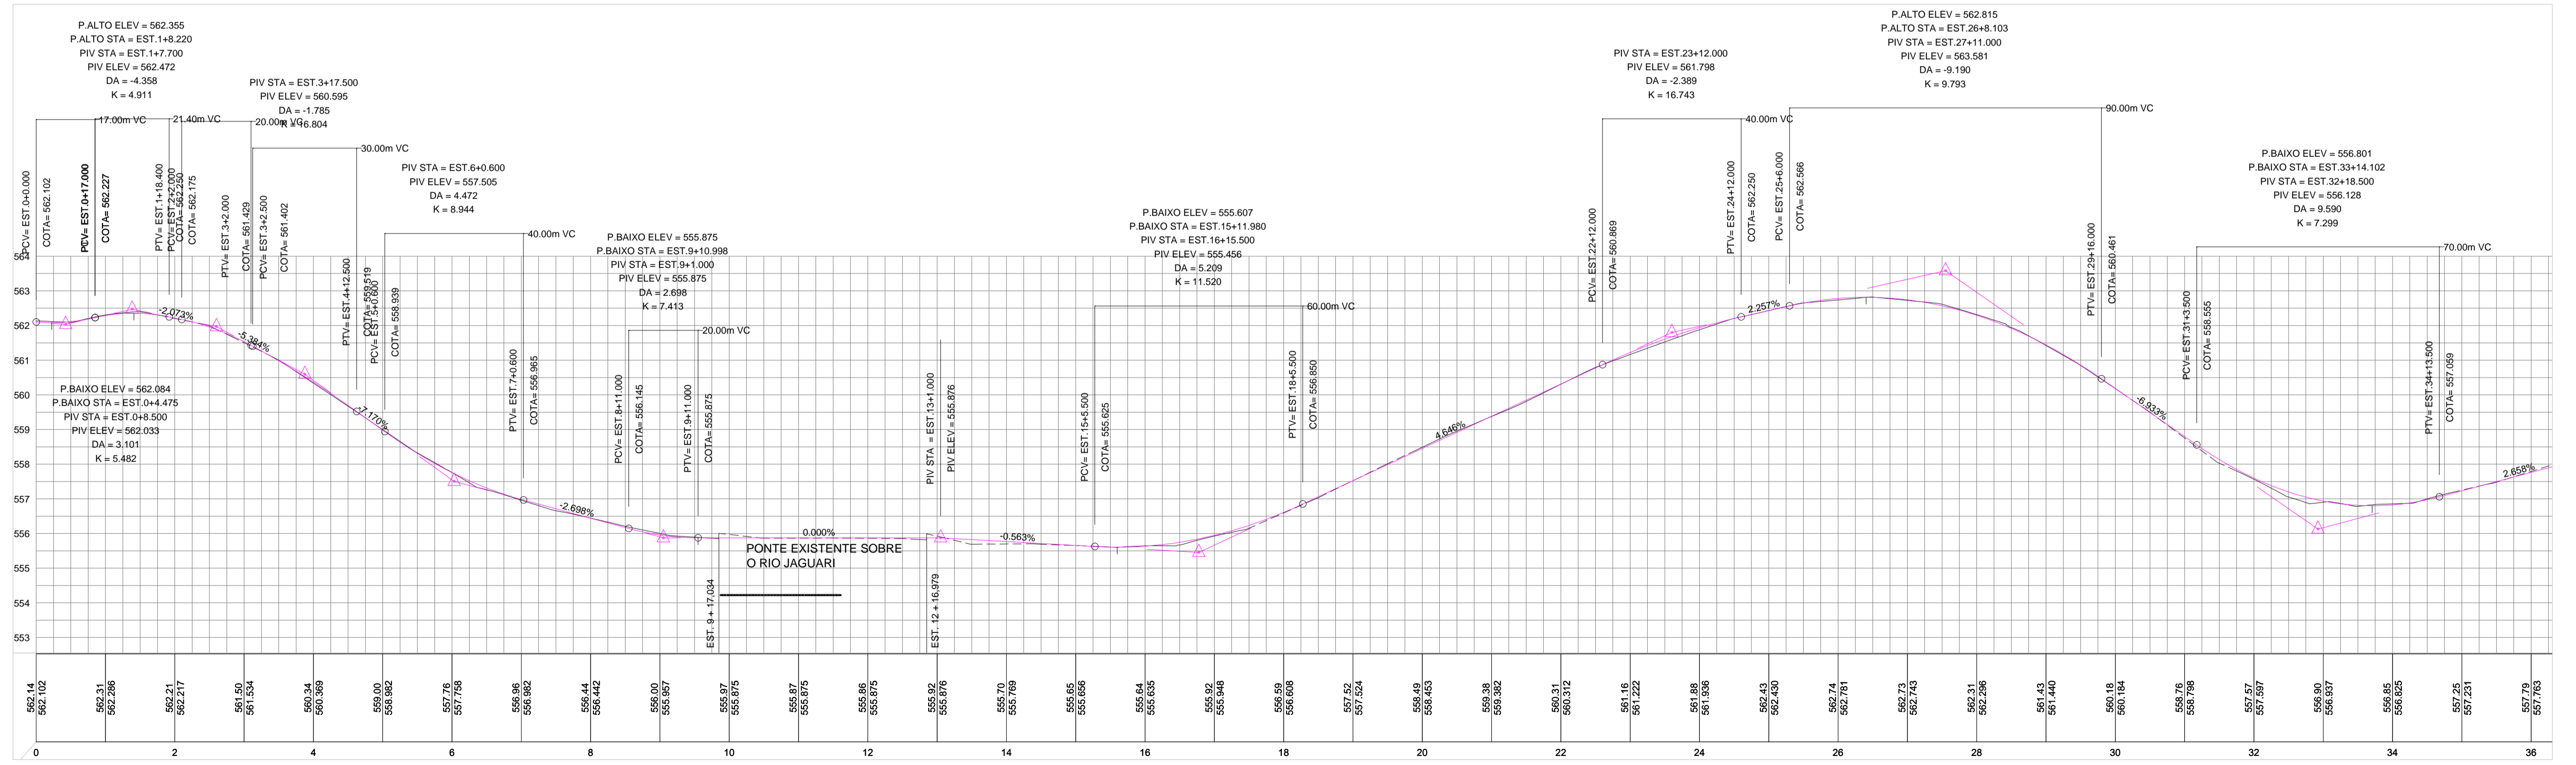 P.ALTO ELEV = 562.355
P.ALTO STA = EST.1+8.220
PIV STA = EST.1+7.700
PIV ELEV = 562.472
DA = -4.358
K = 4.911
PIV STA = EST.3+17.500
PIV ELEV = 560.595
DA = -1.785
K = 16.804
17.00m VC
21.40m VC
20.00m VC
30.00m VC
PIV STA = EST.6+0.600
PIV ELEV = 557.505
DA = 4.472
K = 8.944
40.00m VC
P.BAIXO ELEV = 555.875
P.BAIXO STA = EST.9+10.998
PIV STA = EST.9+1.000
PIV ELEV = 555.875
DA = 2.698
K = 7.413
20.00m VC
P.BAIXO ELEV = 555.607
P.BAIXO STA = EST.15+11.980
PIV STA = EST.16+15.500
PIV ELEV = 555.456
DA = 5.209
K = 11.520
60.00m VC
PIV STA = EST.23+12.000
PIV ELEV = 561.798
DA = -2.389
K = 16.743
40.00m VC
P.ALTO ELEV = 562.815
P.ALTO STA = EST.26+8.103
PIV STA = EST.27+11.000
PIV ELEV = 563.581
DA = -9.190
K = 9.793
90.00m VC
P.BAIXO ELEV = 556.801
P.BAIXO STA = EST.33+14.102
PIV STA = EST.32+18.500
PIV ELEV = 556.128
DA = 9.590
K = 7.299
70.00m VC
PCV= EST.0+0.000
COTA= 562.102
PCV= EST.0+17.000
COTA= 562.227
PTV= EST.1+18.400
COTA= 562.250
PCV= EST.2+2.000
COTA= 562.175
PTV= EST.3+2.000
COTA= 561.429
PCV= EST.3+2.500
COTA= 561.402
PTV= EST.4+12.500
COTA= 559.519
PCV= EST.5+0.600
COTA= 558.939
PTV= EST.7+0.600
COTA= 556.965
PCV= EST.8+11.000
COTA= 556.145
PTV= EST.9+11.000
COTA= 555.875
PIV STA = EST.13+1.000
PIV ELEV = 555.876
PCV= EST.15+5.500
COTA= 555.625
PTV= EST.18+5.500
COTA= 556.850
PCV= EST.22+12.000
COTA= 560.869
PTV= EST.24+12.000
COTA= 562.250
PCV= EST.25+6.000
COTA= 562.566
PTV= EST.29+16.000
COTA= 560.461
PCV= EST.31+3.500
COTA= 558.555
PTV= EST.34+13.500
COTA= 557.059
564
563
562
561
560
559
558
557
556
555
554
553
-2.073%
-5.384%
-7.170%
-2.698%
0.000%
-0.563%
4.646%
2.257%
-6.933%
2.658%
P.BAIXO ELEV = 562.084
P.BAIXO STA = EST.0+4.475
PIV STA = EST.0+8.500
PIV ELEV = 562.033
DA = 3.101
K = 5.482
PONTE EXISTENTE SOBRE
O RIO JAGUARI
EST. 9 + 17,034
EST. 12 + 16,979
562.14
562.102
562.31
562.286
562.21
562.217
561.50
561.534
560.34
560.369
559.00
558.982
557.76
557.758
556.96
556.982
556.44
556.442
556.00
555.957
555.97
555.875
555.87
555.875
555.86
555.875
555.92
555.876
555.70
555.769
555.65
555.656
555.64
555.635
555.92
555.948
556.59
556.608
557.52
557.524
558.49
558.453
559.38
559.382
560.31
560.312
561.16
561.222
561.88
561.936
562.43
562.430
562.74
562.781
562.73
562.743
562.31
562.296
561.43
561.440
560.18
560.184
558.76
558.798
557.57
557.597
556.90
556.937
556.85
556.825
557.25
557.231
557.79
557.763
0 2 4 6 8 10 12 14 16 18 20 22 24 26 28 30 32 34 36